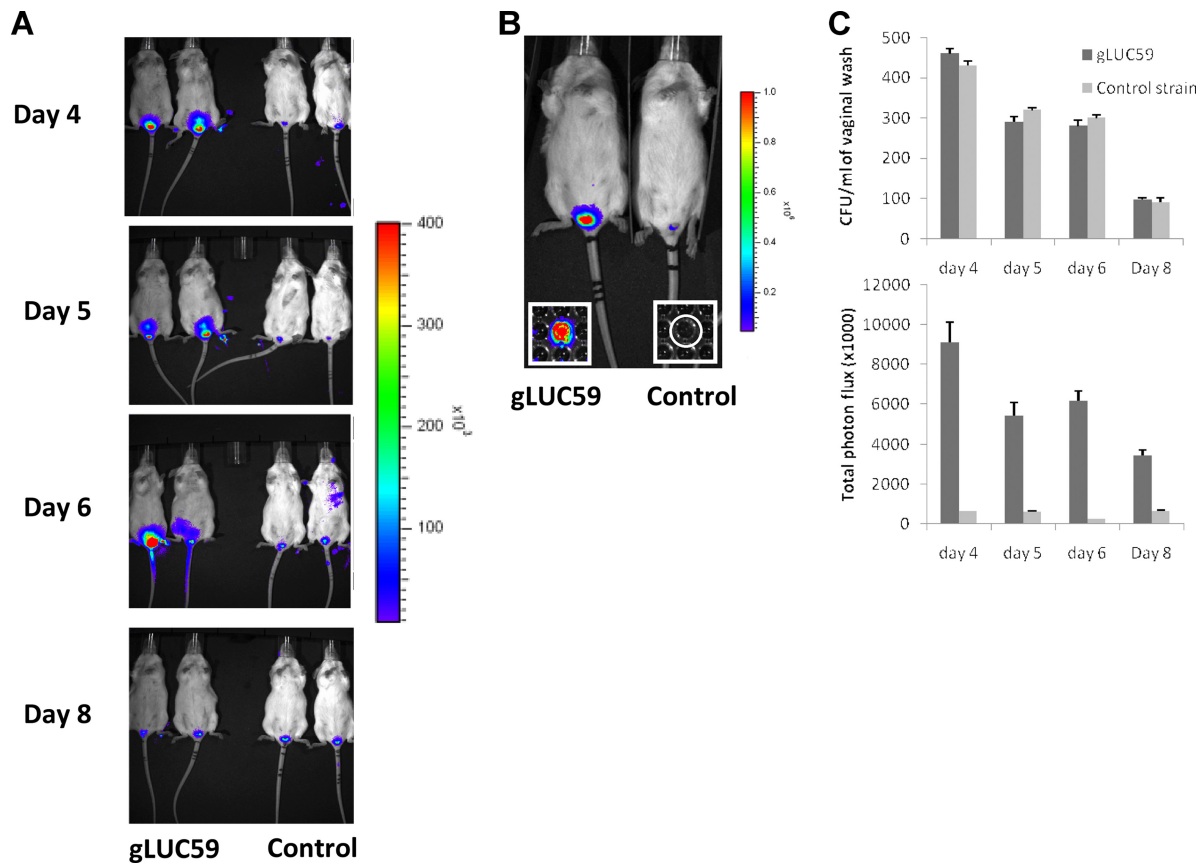 A
Day 4
Day 5
Day 6
Day 8
gLUC59 Control
400
300
200
100
x10³
B
1.0
0.8
0.6
0.4
0.2
x10⁶
gLUC59 Control
C
CFU/ml of vaginal wash
500
400
300
200
100
0
gLUC59
Control strain
day 4 day 5 day 6 Day 8
Total photon flux (x1000)
12000
10000
8000
6000
4000
2000
0
day 4 day 5 day 6 Day 8